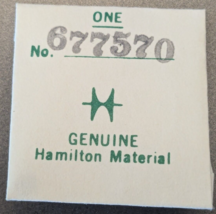 ONE
No. 677570
GENUINE
Hamilton Material